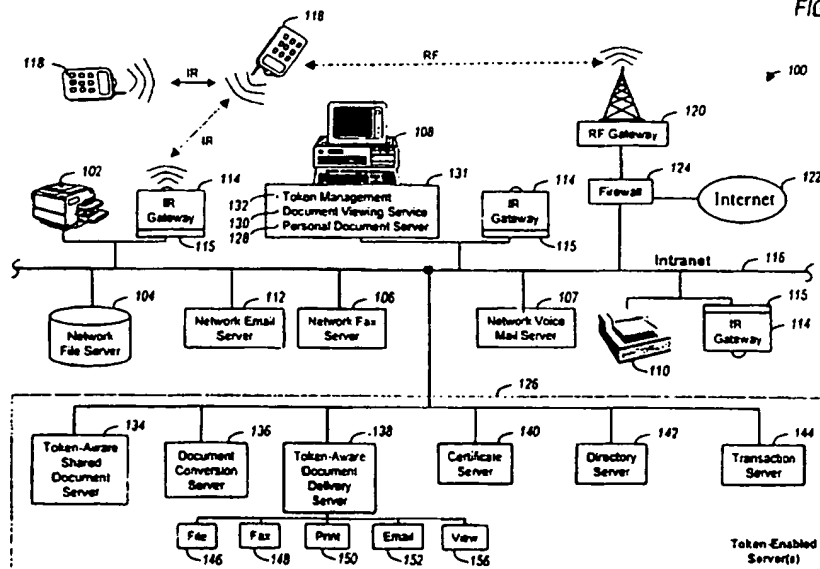 FIG
118
118
IR
RF
100
IR
120
RF Gateway
102
114
108
131
124
Firewall
122
Internet
IR
Gateway
115
132
Token Management
130
Document Viewing Service
128
Personal Document Server
114
IR
Gateway
115
Intranet
116
104
Network
File Server
112
Network Email
Server
106
Network Fax
Server
107
Network Voice
Mail Server
110
115
IR
Gateway
114
126
134
Token-Aware
Shared
Document
Server
136
Document
Conversion Server
138
Token-Aware
Document
Delivery
Server
140
Certificate
Server
142
Directory
Server
144
Transaction
Server
File
146
Fax
148
Print
150
Email
152
View
156
Token-Enabled
Server(s)